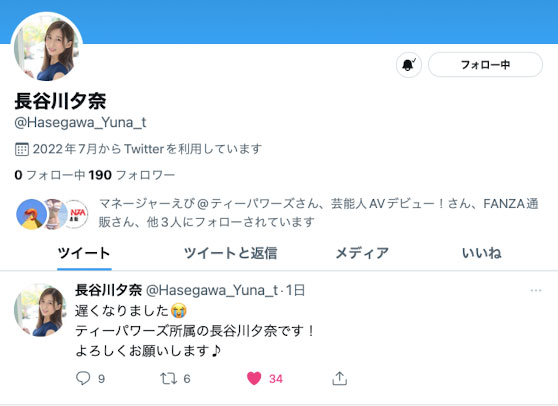 フォロー中
長谷川夕奈
@Hasegawa_Yuna_t
2022年7月からTwitterを利用しています
0 フォロー中 190 フォロワー
マネージャーえび@ティーパワーズさん、芸能人AVデビュー！さん、FANZA通
販さん、他3人にフォローされています
ツイート ツイートと返信 メディア いいね
長谷川夕奈 @Hasegawa_Yuna_t·1日 …
遅くなりました😭
ティーパワーズ所属の長谷川夕奈です！
よろしくお願いします♪
9 6 34